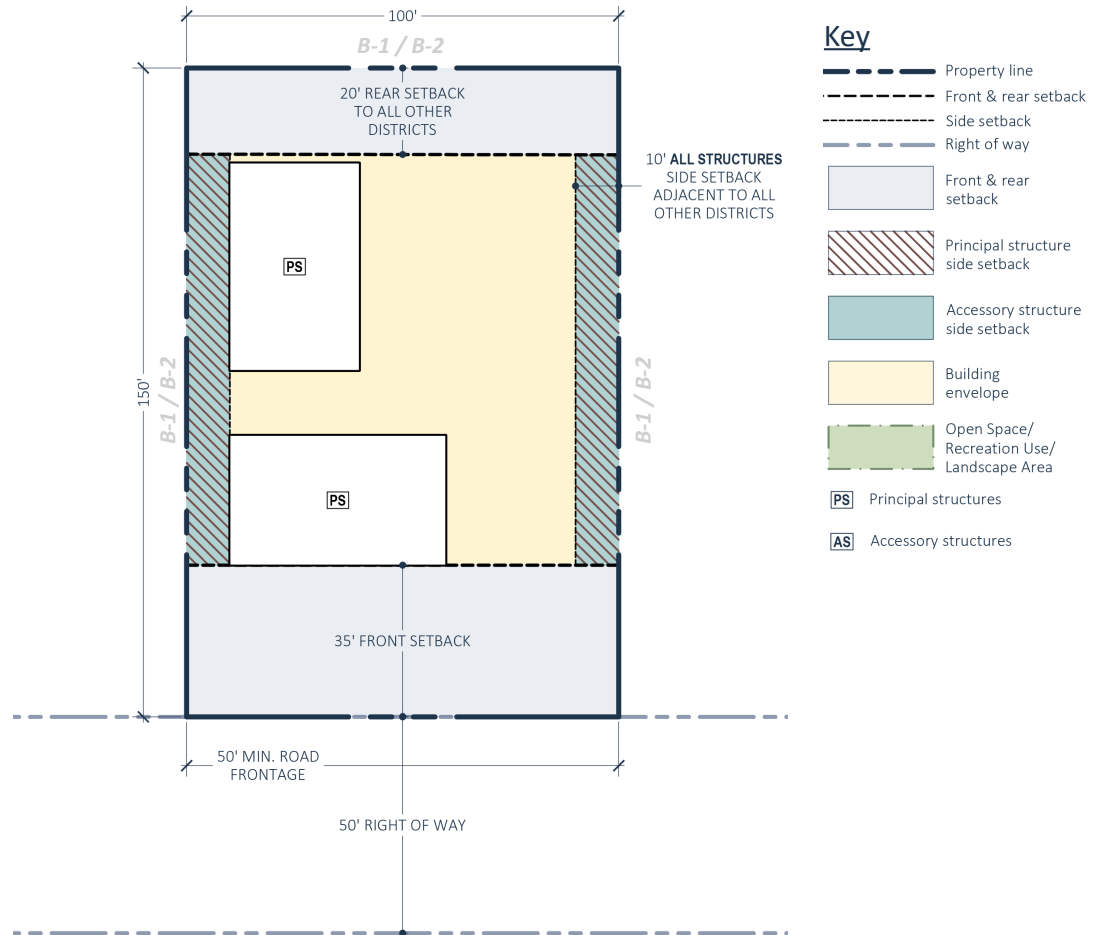 100'
B-1 / B-2
20' REAR SETBACK
TO ALL OTHER
DISTRICTS
10' ALL STRUCTURES
SIDE SETBACK
ADJACENT TO ALL
OTHER DISTRICTS
PS
150'
B-1 / B-2
B-1 / B-2
PS
35' FRONT SETBACK
50' MIN. ROAD
FRONTAGE
50' RIGHT OF WAY
Key
Property line
Front & rear setback
Side setback
Right of way
Front & rear
setback
Principal structure
side setback
Accessory structure
side setback
Building
envelope
Open Space/
Recreation Use/
Landscape Area
PS Principal structures
AS Accessory structures